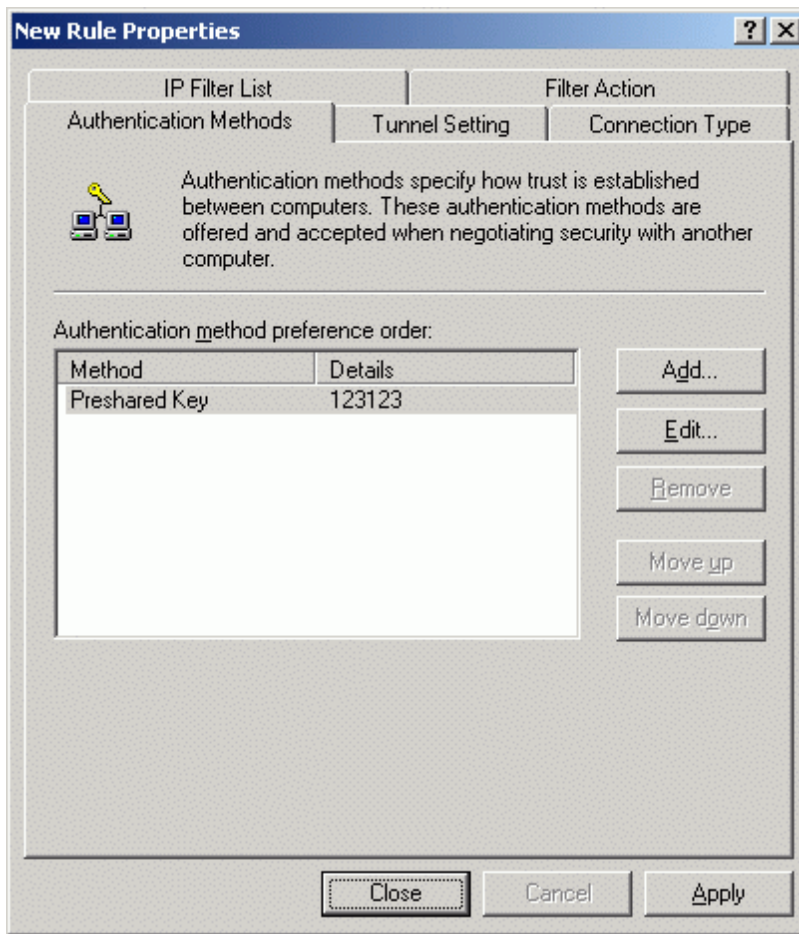 New Rule Properties
IP Filter List
Filter Action
Authentication Methods
Tunnel Setting
Connection Type
Authentication methods specify how trust is established
between computers. These authentication methods are
offered and accepted when negotiating security with another
computer.
Authentication method preference order:
Method Details
Preshared Key 123123
Add...
Edit...
Remove
Move up
Move down
Close
Cancel
Apply